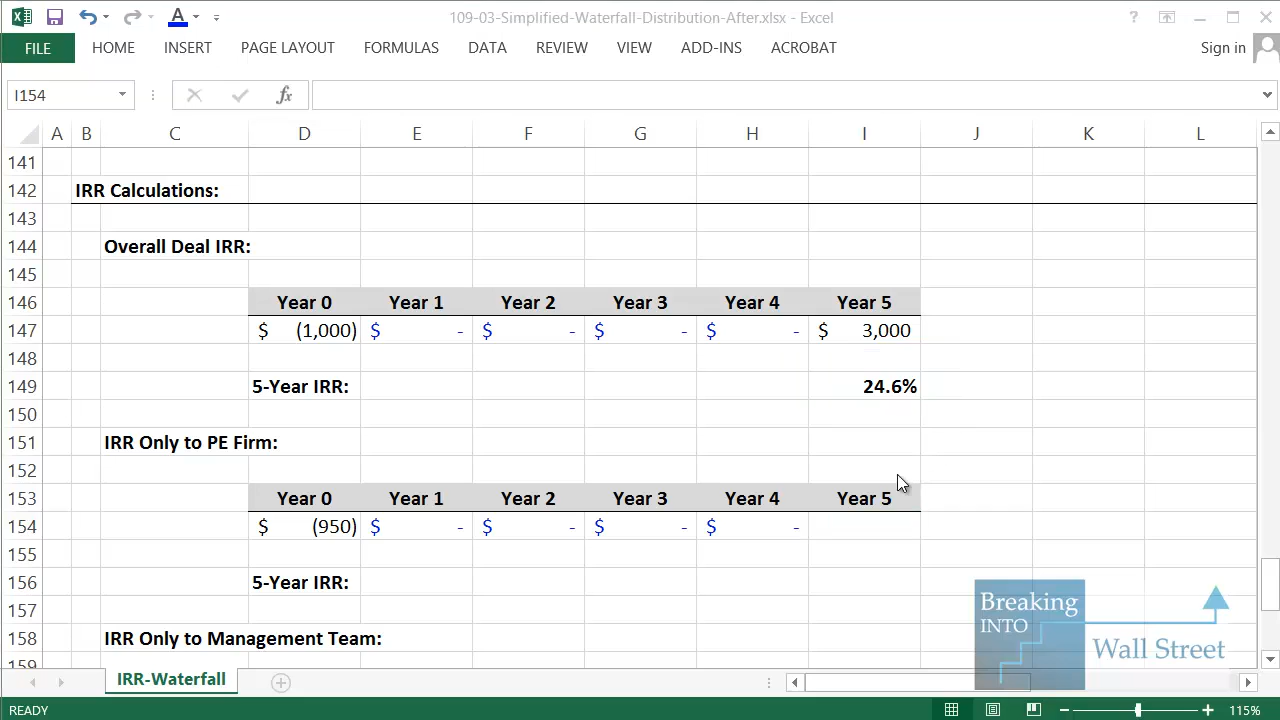 109-03-Simplified-Waterfall-Distribution-After.xlsx - Excel
?
FILE HOME INSERT PAGE LAYOUT FORMULAS DATA REVIEW VIEW ADD-INS ACROBAT Sign in
I154 fx
A B C D E F G H I J K L
141
142 IRR Calculations:
143
144 Overall Deal IRR:
145
146 Year 0 Year 1 Year 2 Year 3 Year 4 Year 5
147 $ (1,000) $ - $ - $ - $ - $ 3,000
148
149 5-Year IRR: 24.6%
150
151 IRR Only to PE Firm:
152
153 Year 0 Year 1 Year 2 Year 3 Year 4 Year 5
154 $ (950) $ - $ - $ - $ -
155
156 5-Year IRR:
157
158 IRR Only to Management Team:
159
Breaking
INTO
Wall Street
IRR-Waterfall
READY 115%